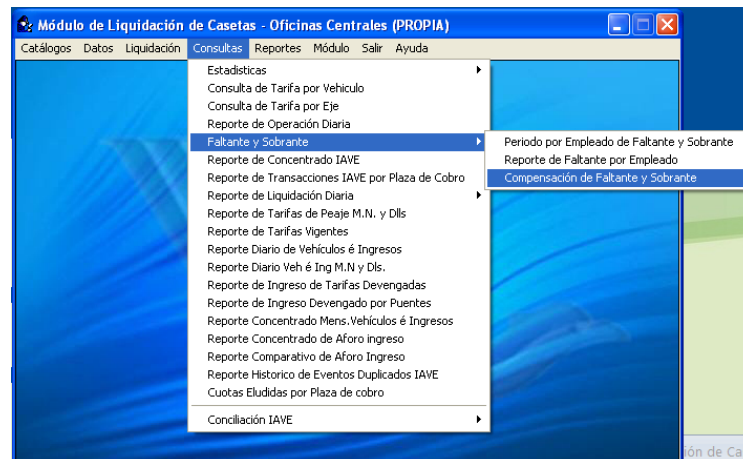 Módulo de Liquidación de Casetas - Oficinas Centrales (PROPIA)
Catálogos Datos Liquidación Consultas Reportes Módulo Salir Ayuda
Estadisticas
Consulta de Tarifa por Vehiculo
Consulta de Tarifa por Eje
Reporte de Operación Diaria
Faltante y Sobrante
Periodo por Empleado de Faltante y Sobrante
Reporte de Faltante por Empleado
Compensación de Faltante y Sobrante
Reporte de Concentrado IAVE
Reporte de Transacciones IAVE por Plaza de Cobro
Reporte de Liquidación Diaria
Reporte de Tarifas de Peaje M.N. y Dlls
Reporte de Tarifas Vigentes
Reporte Diario de Vehículos é Ingresos
Reporte Diario Veh é Ing M.N y Dls.
Reporte de Ingreso de Tarifas Devengadas
Reporte de Ingreso Devengado por Puentes
Reporte Concentrado Mens.Vehículos é Ingresos
Reporte Concentrado de Aforo ingreso
Reporte Comparativo de Aforo Ingreso
Reporte Historico de Eventos Duplicados IAVE
Cuotas Eludidas por Plaza de cobro
Conciliación IAVE
ión de Ca